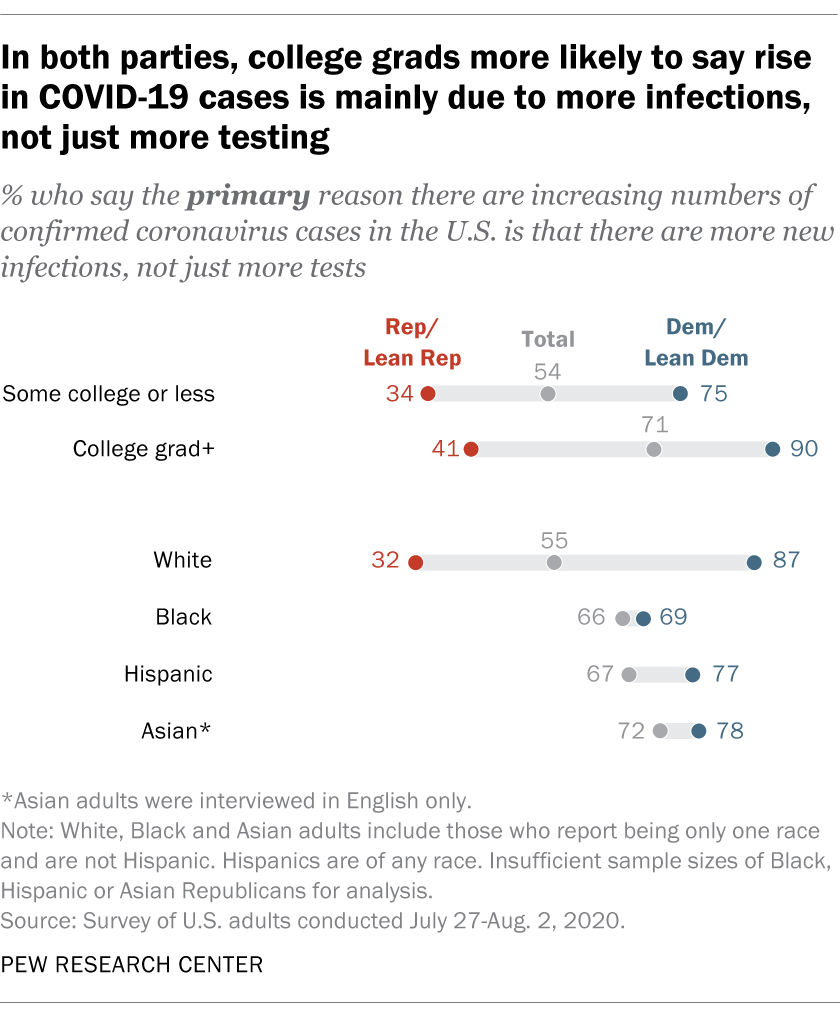 In both parties, college grads more likely to say rise
in COVID-19 cases is mainly due to more infections,
not just more testing
% who say the primary reason there are increasing numbers of
confirmed coronavirus cases in the U.S. is that there are more new
infections, not just more tests
Rep/ Lean Rep
Total
Dem/ Lean Dem
Some college or less 34 54 75
College grad+ 41 71 90
White 32 55 87
Black 66 69
Hispanic 67 77
Asian* 72 78
*Asian adults were interviewed in English only.
Note: White, Black and Asian adults include those who report being only one race
and are not Hispanic. Hispanics are of any race. Insufficient sample sizes of Black,
Hispanic or Asian Republicans for analysis.
Source: Survey of U.S. adults conducted July 27-Aug. 2, 2020.
PEW RESEARCH CENTER